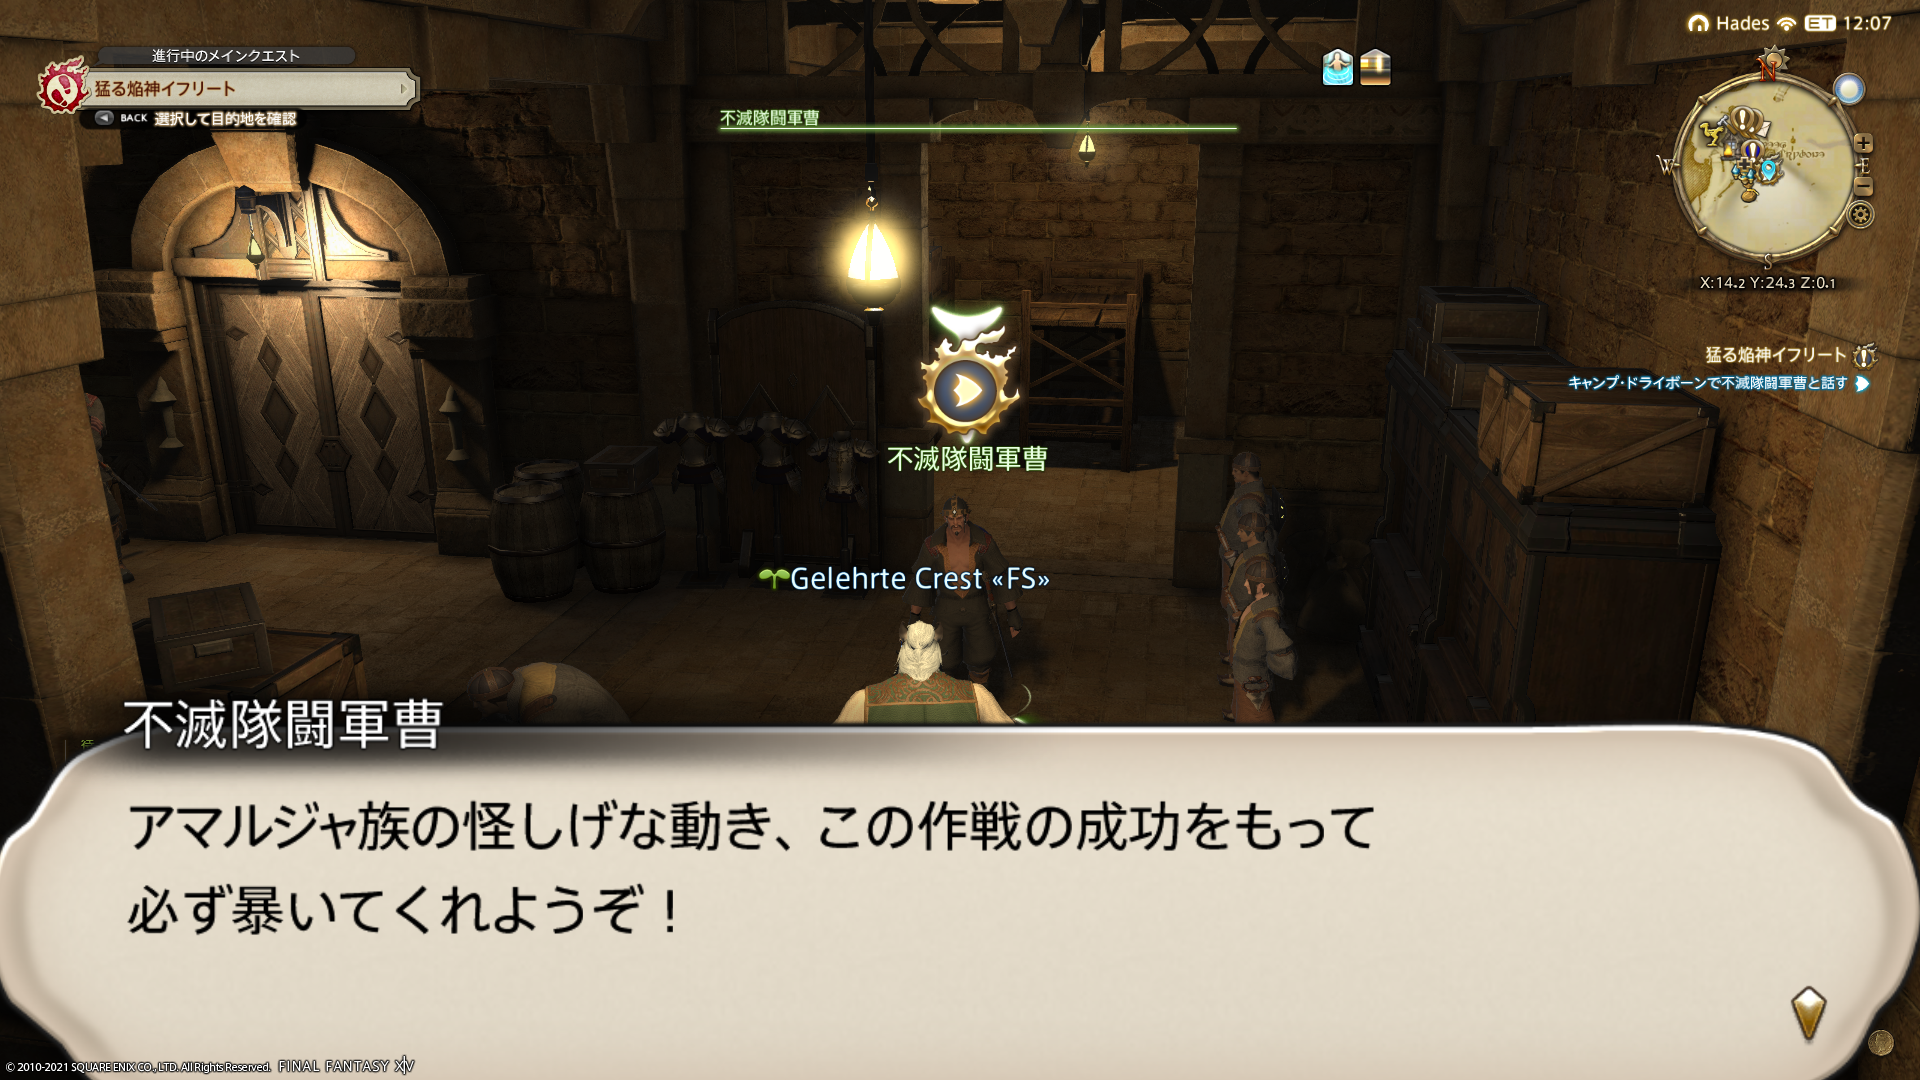 Hades ET 12:07
進行中のメインクエスト
猛る焔神イフリート
BACK 選択して目的地を確認
不滅隊闘軍曹
N
W
E
S
X:14.2 Y:24.3 Z:0.1
猛る焔神イフリート
キャンプ・ドライボーンで不滅隊闘軍曹と話す
不滅隊闘軍曹
Gelehrte Crest «FS»
不滅隊闘軍曹
アマルジャ族の怪しげな動き、この作戦の成功をもって
必ず暴いてくれようぞ！
© 2010-2021 SQUARE ENIX CO., LTD. All Rights Reserved. FINAL FANTASY XIV